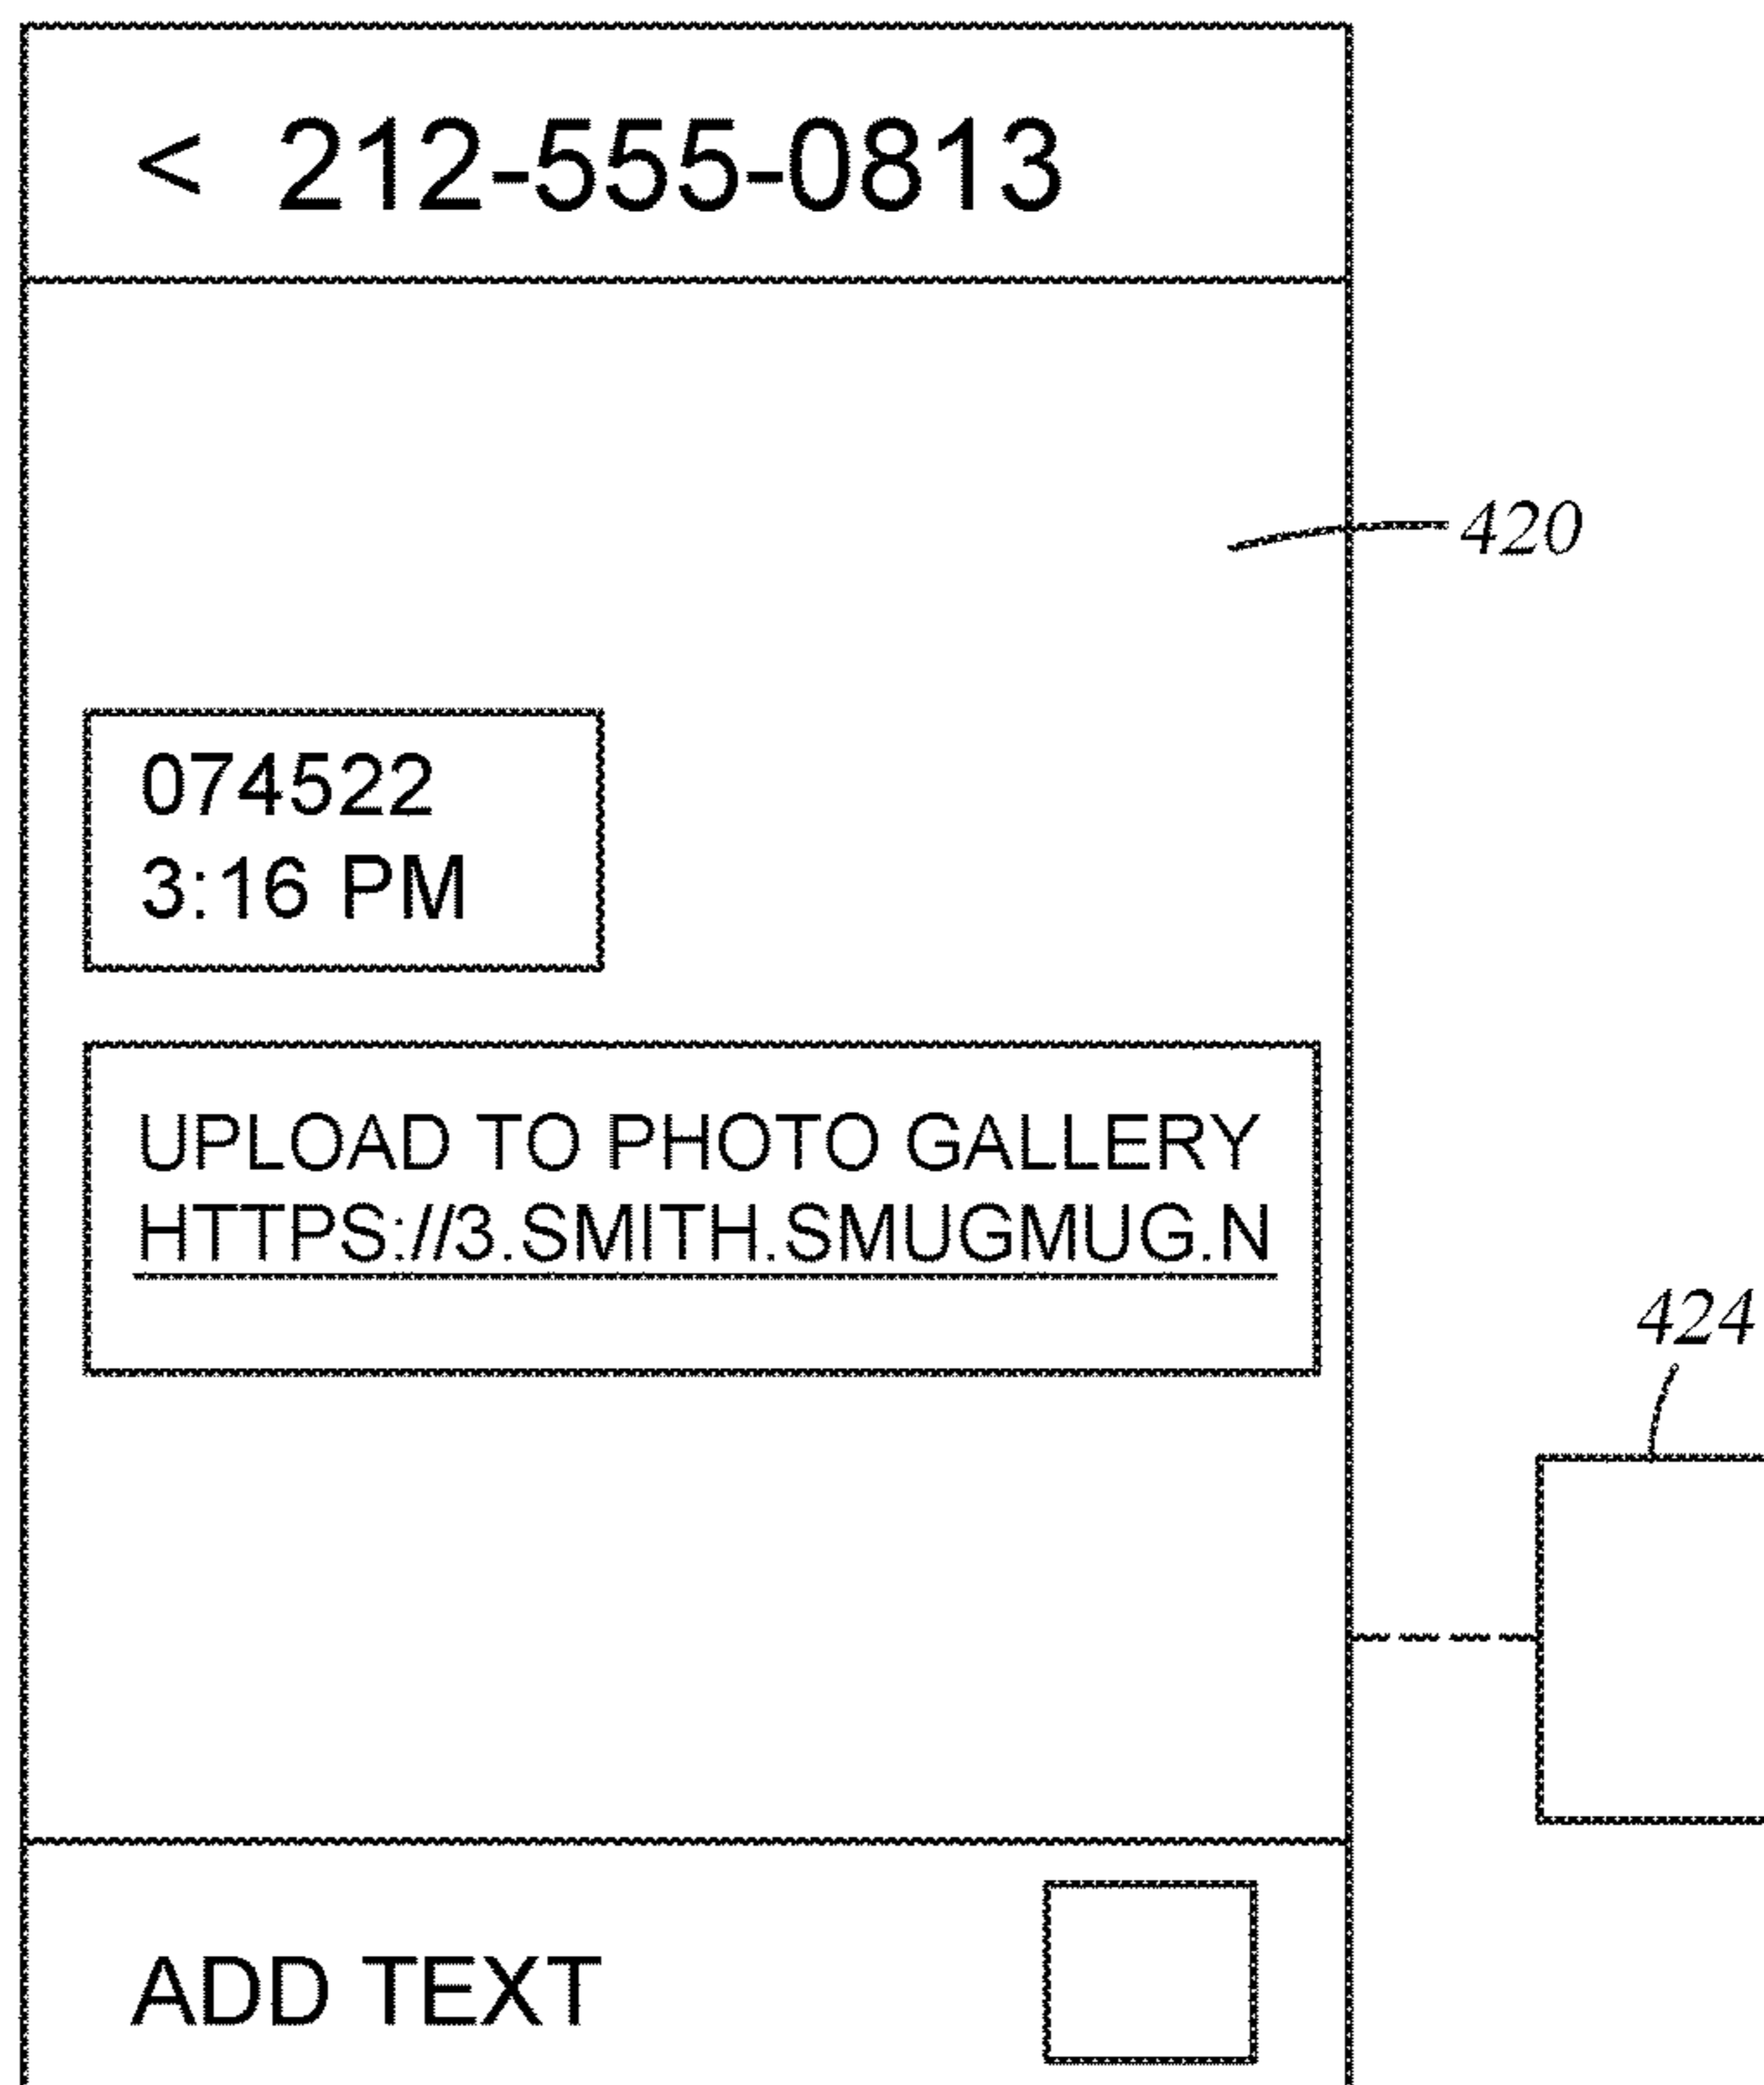 < 212-555-0813
420
074522
3:16 PM
UPLOAD TO PHOTO GALLERY
HTTPS://3.SMITH.SMUGMUG.N
424
ADD TEXT